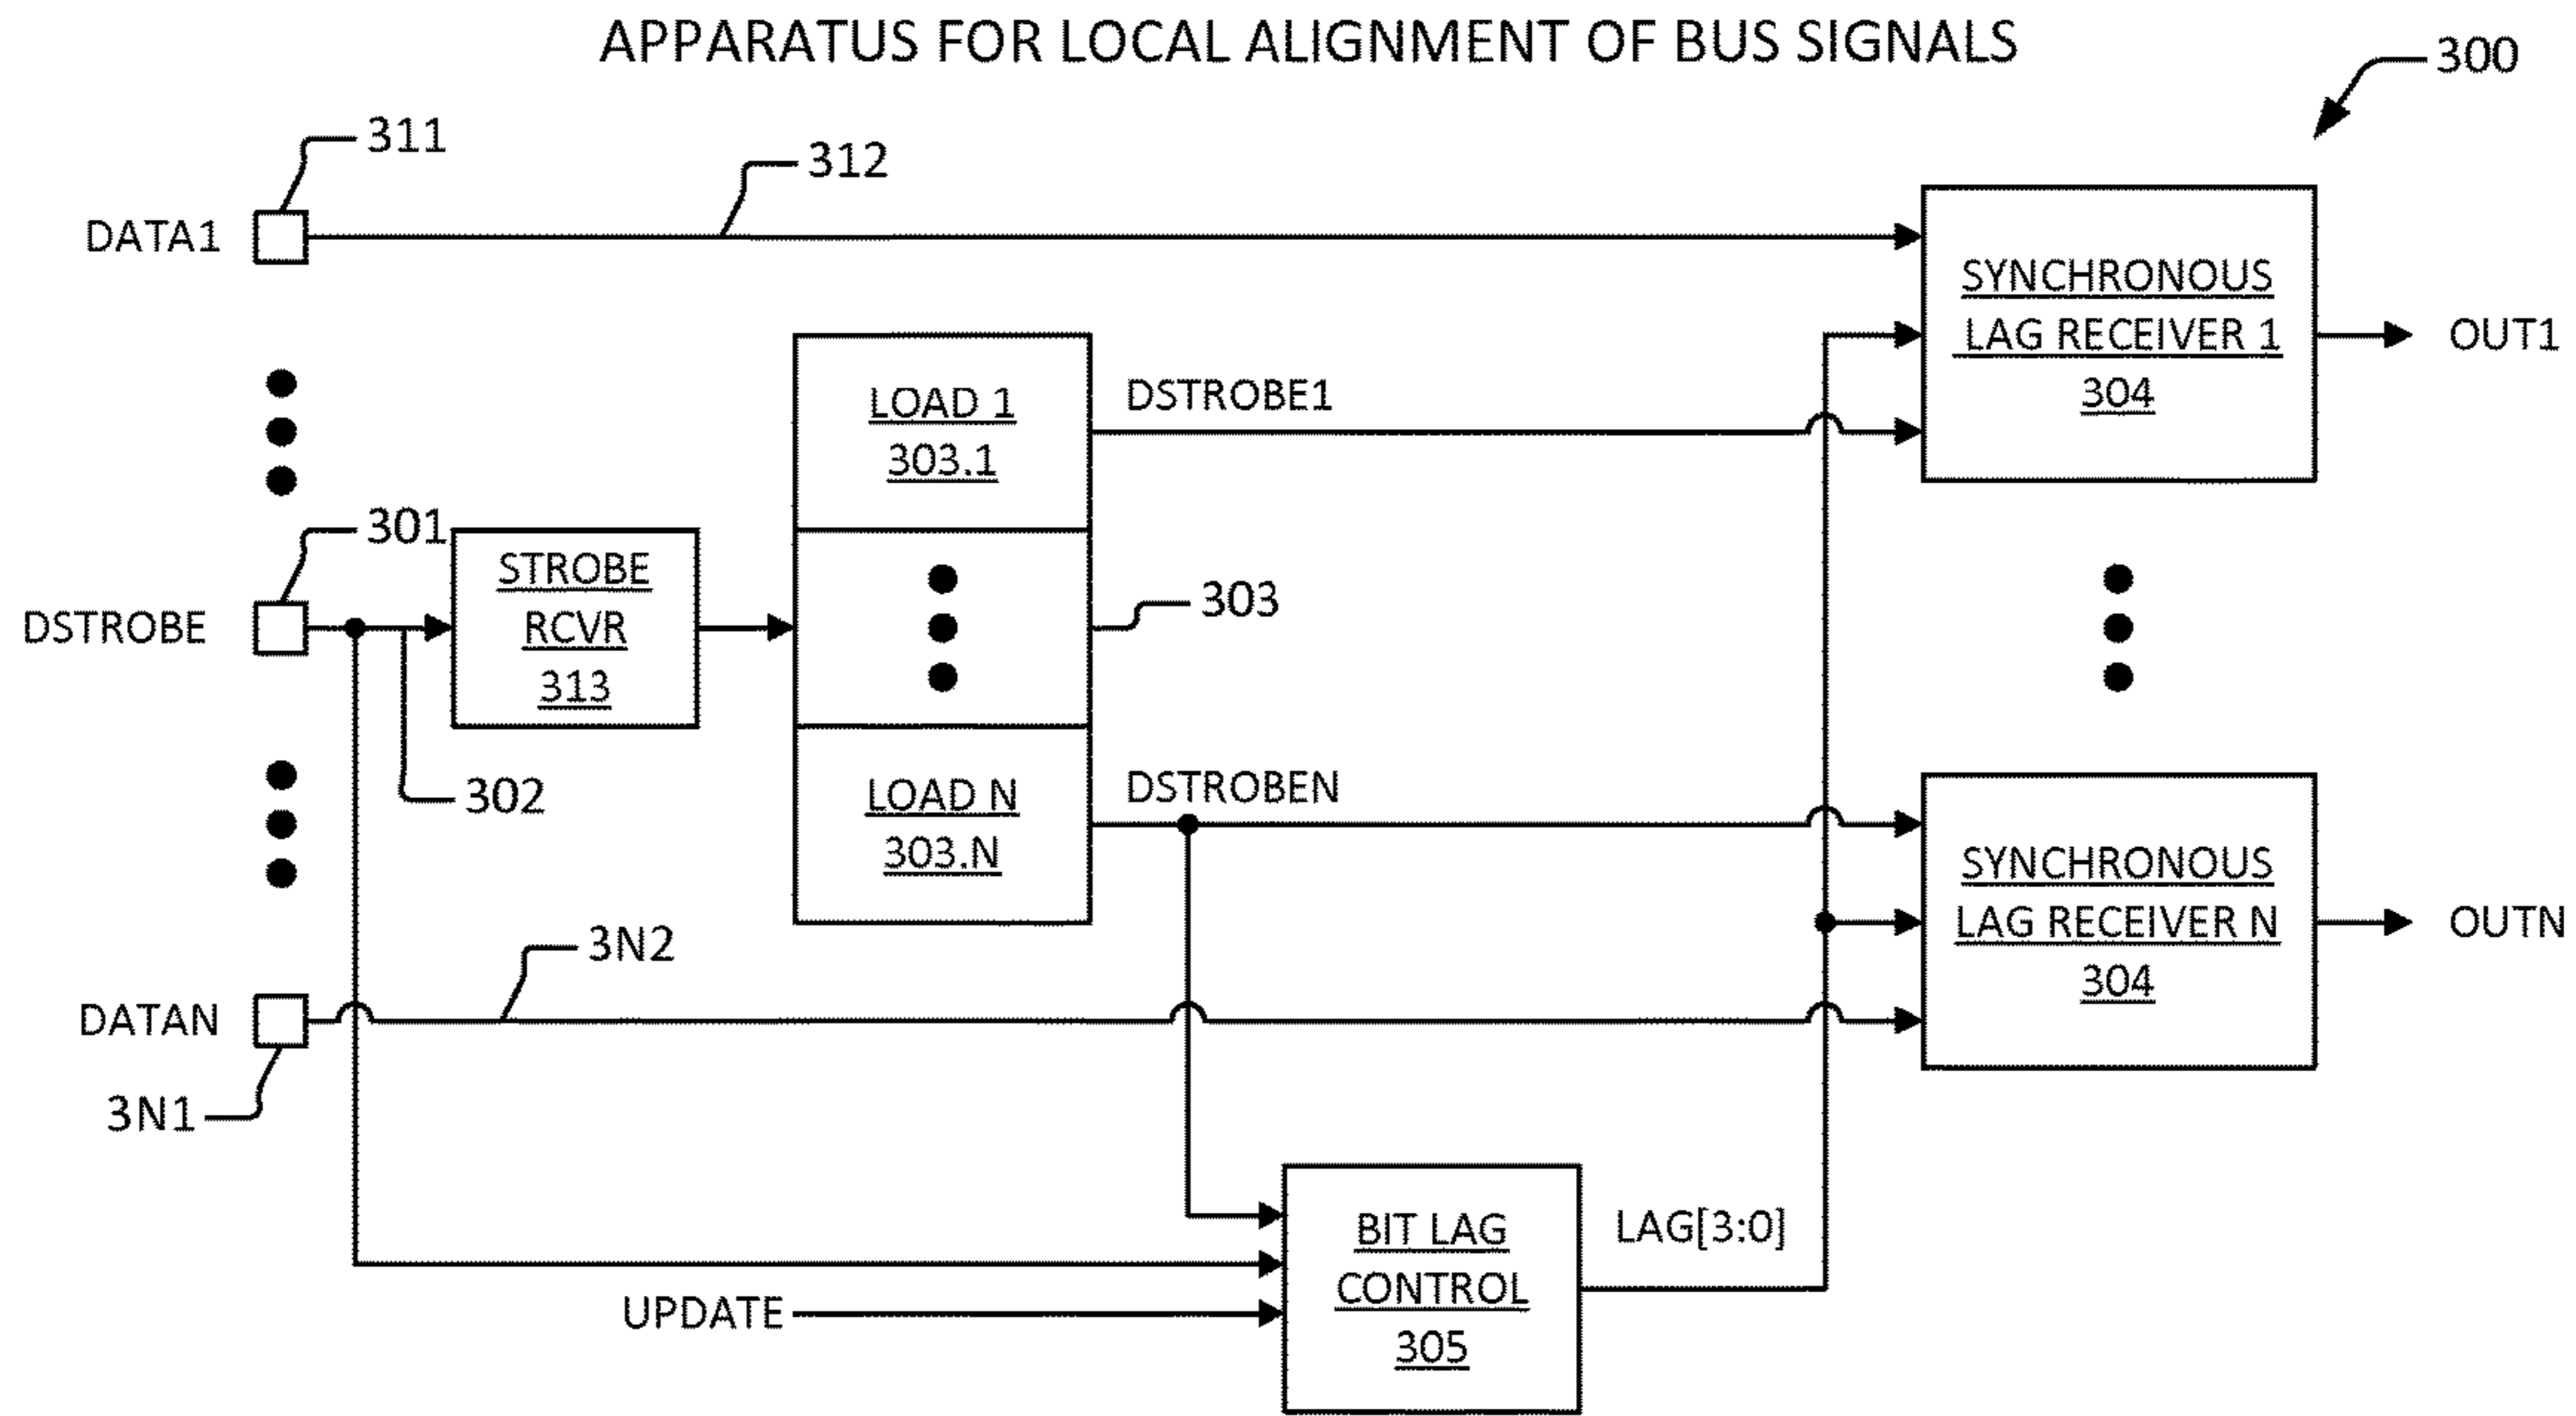 APPARATUS FOR LOCAL ALIGNMENT OF BUS SIGNALS
300
311
312
DATA1
SYNCHRONOUS
LAG RECEIVER 1
304
OUT1
LOAD 1
303.1
DSTROBE1
301
DSTROBE
STROBE
RCVR
313
303
302
LOAD N
303.N
DSTROBEN
SYNCHRONOUS
LAG RECEIVER N
304
OUTN
3N2
DATAN
3N1
BIT LAG
CONTROL
305
LAG[3:0]
UPDATE